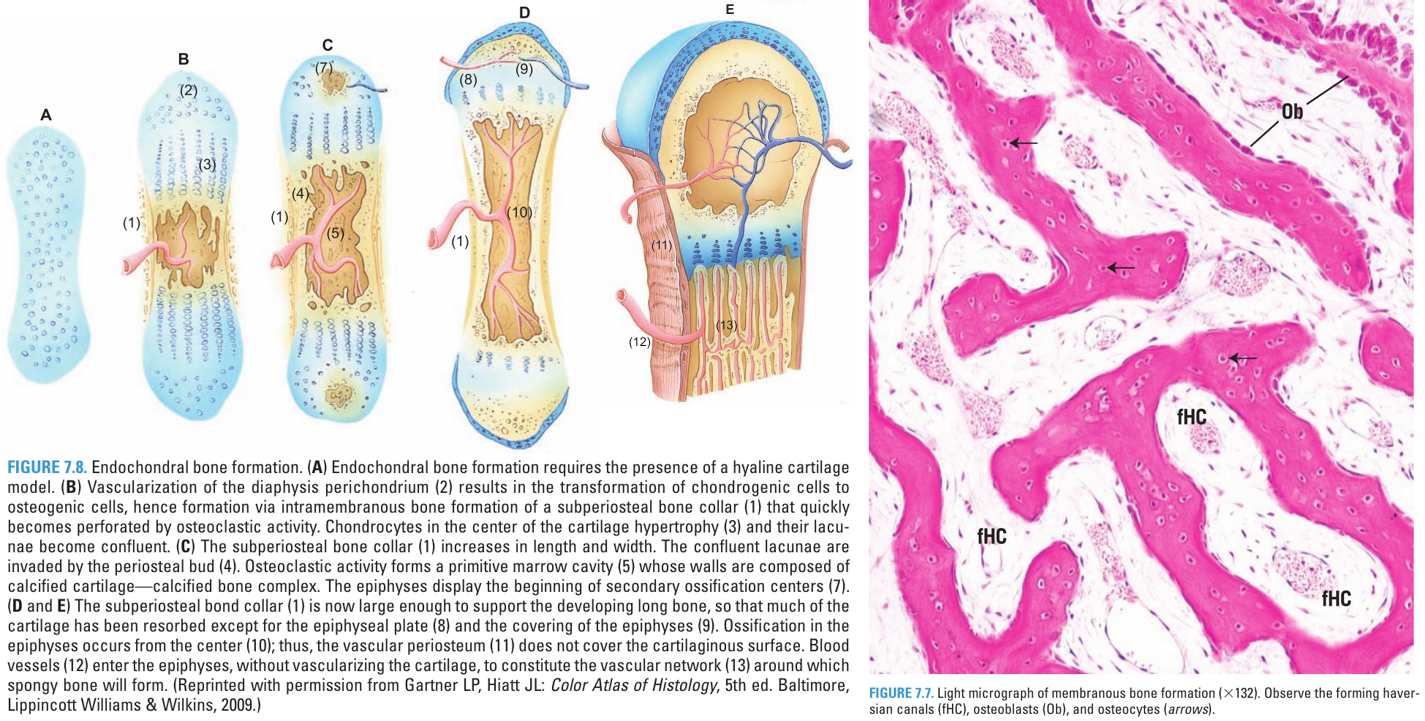 A
B
(2)
(3)
(1)
C
(7)
(4)
(1)
(5)
D
(8)
(9)
(10)
(1)
E
(11)
(12)
(13)
FIGURE 7.8. Endochondral bone formation. (A) Endochondral bone formation requires the presence of a hyaline cartilage
model. (B) Vascularization of the diaphysis perichondrium (2) results in the transformation of chondrogenic cells to
osteogenic cells, hence formation via intramembranous bone formation of a subperiosteal bone collar (1) that quickly
becomes perforated by osteoclastic activity. Chondrocytes in the center of the cartilage hypertrophy (3) and their lacu-
nae become confluent. (C) The subperiosteal bone collar (1) increases in length and width. The confluent lacunae are
invaded by the periosteal bud (4). Osteoclastic activity forms a primitive marrow cavity (5) whose walls are composed of
calcified cartilage—calcified bone complex. The epiphyses display the beginning of secondary ossification centers (7).
(D and E) The subperiosteal bond collar (1) is now large enough to support the developing long bone, so that much of the
cartilage has been resorbed except for the epiphyseal plate (8) and the covering of the epiphyses (9). Ossification in the
epiphyses occurs from the center (10); thus, the vascular periosteum (11) does not cover the cartilaginous surface. Blood
vessels (12) enter the epiphyses, without vascularizing the cartilage, to constitute the vascular network (13) around which
spongy bone will form. (Reprinted with permission from Gartner LP, Hiatt JL: Color Atlas of Histology, 5th ed. Baltimore,
Lippincott Williams & Wilkins, 2009.)
Ob
fHC
fHC
fHC
FIGURE 7.7. Light micrograph of membranous bone formation (×132). Observe the forming haver-
sian canals (fHC), osteoblasts (Ob), and osteocytes (arrows).